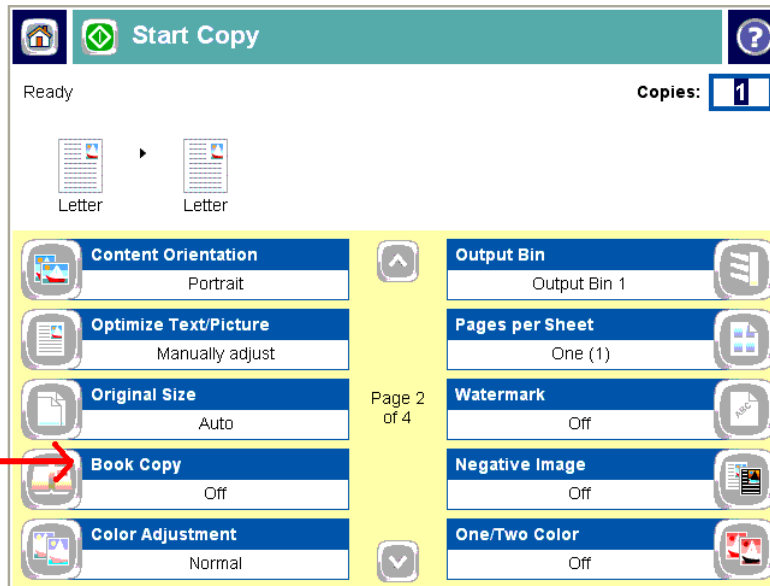 Start Copy
?
Ready
Copies: 1
Letter
Letter
Content Orientation
Portrait
Optimize Text/Picture
Manually adjust
Original Size
Auto
Book Copy
Off
Color Adjustment
Normal
Page 2
of 4
Output Bin
Output Bin 1
Pages per Sheet
One (1)
Watermark
Off
ABC
Negative Image
Off
One/Two Color
Off